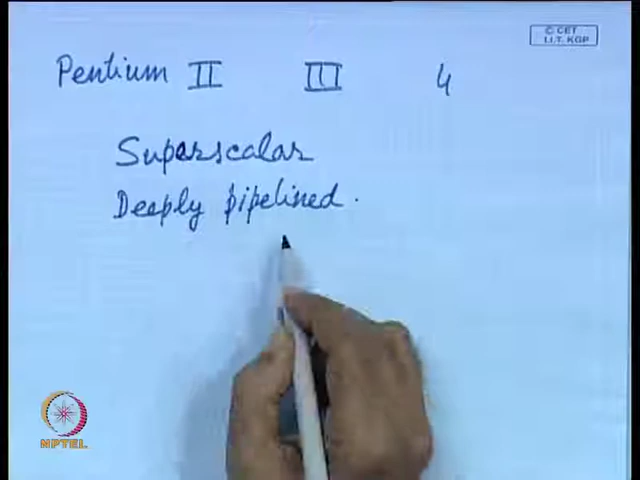 © CET
I.I.T. KGP
Pentium II III 4
Superscalar
Deeply pipelined.
NPTEL